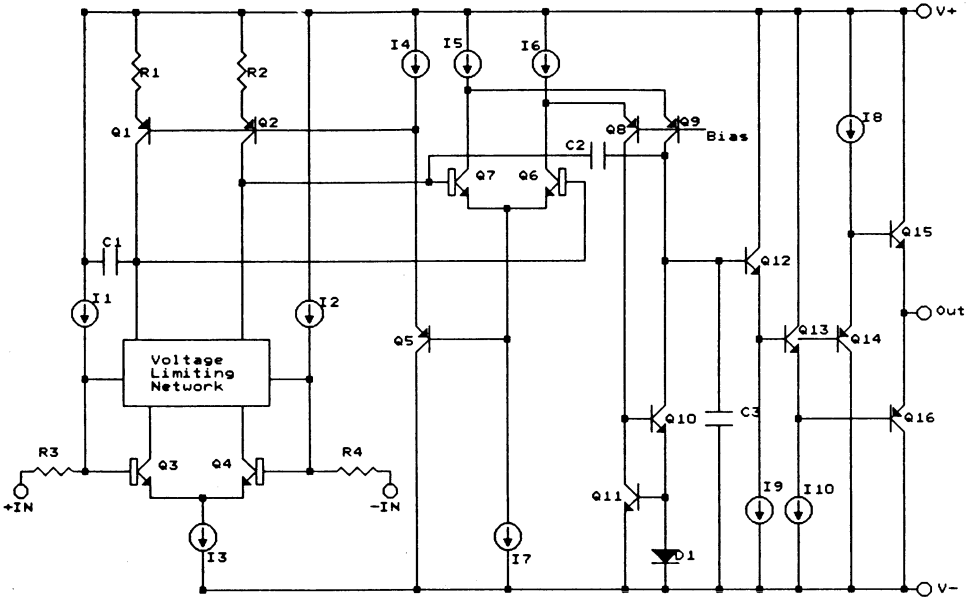 V+
I4
I5
I6
R1
R2
I8
Q1
Q2
Q8
Q9
Bias
C2
Q7
Q6
C1
Q12
Q15
I1
I2
Out
Q5
Q13
Q14
Voltage
Limiting
Network
Q10
C3
Q16
R3
Q3
Q4
R4
+IN
-IN
Q11
I9
I10
I3
I7
D1
V-